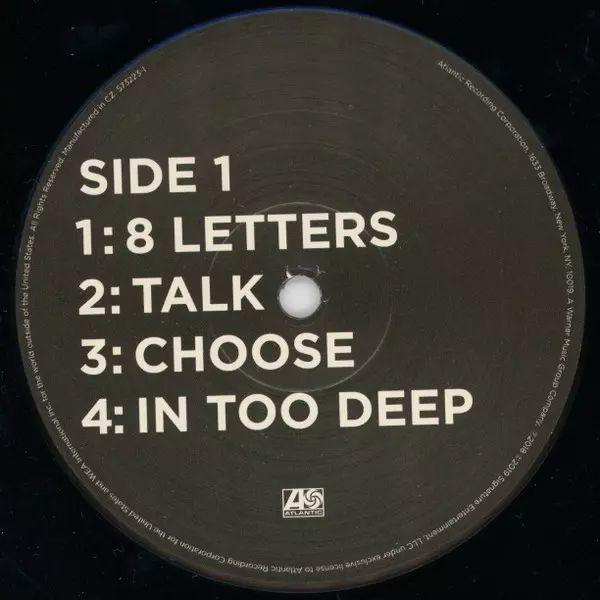 SIDE 1
1: 8 LETTERS
2: TALK
3: CHOOSE
4: IN TOO DEEP
ATLANTIC
Atlantic Recording Corporation, 1633 Broadway, New York, NY, 10019. A Warner Music Group Company. ℗2018 ©2019 Signature Entertainment, LLC under exclusive license to Atlantic Recording Corporation for the United States and WEA International Inc. for the world outside of the United States. All Rights Reserved. Manufactured in CZ. 573223-1